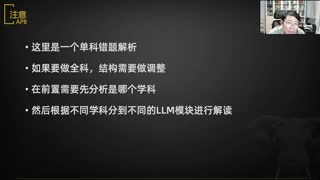 注意
APB
• 这里是一个单科错题解析
• 如果要做全科，结构需要做调整
• 在前置需要先分析是哪个学科
• 然后根据不同学科分到不同的LLM模块进行解读